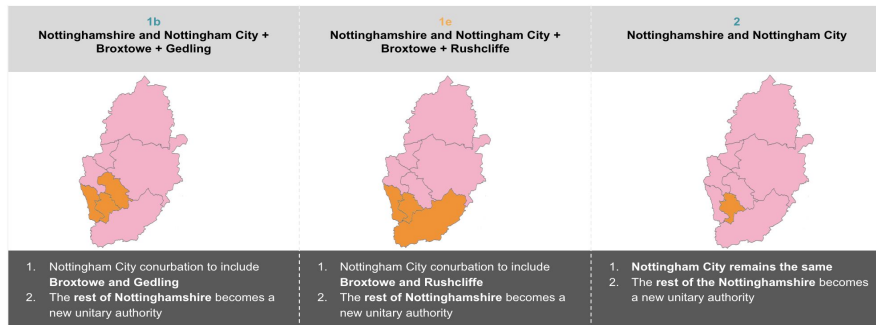 1b
Nottinghamshire and Nottingham City +
Broxtowe + Gedling
1e
Nottinghamshire and Nottingham City +
Broxtowe + Rushcliffe
2
Nottinghamshire and Nottingham City
1. Nottingham City conurbation to include
Broxtowe and Gedling
2. The rest of Nottinghamshire becomes a
new unitary authority
1. Nottingham City conurbation to include
Broxtowe and Rushcliffe
2. The rest of Nottinghamshire becomes a
new unitary authority
1. Nottingham City remains the same
2. The rest of the Nottinghamshire becomes
a new unitary authority